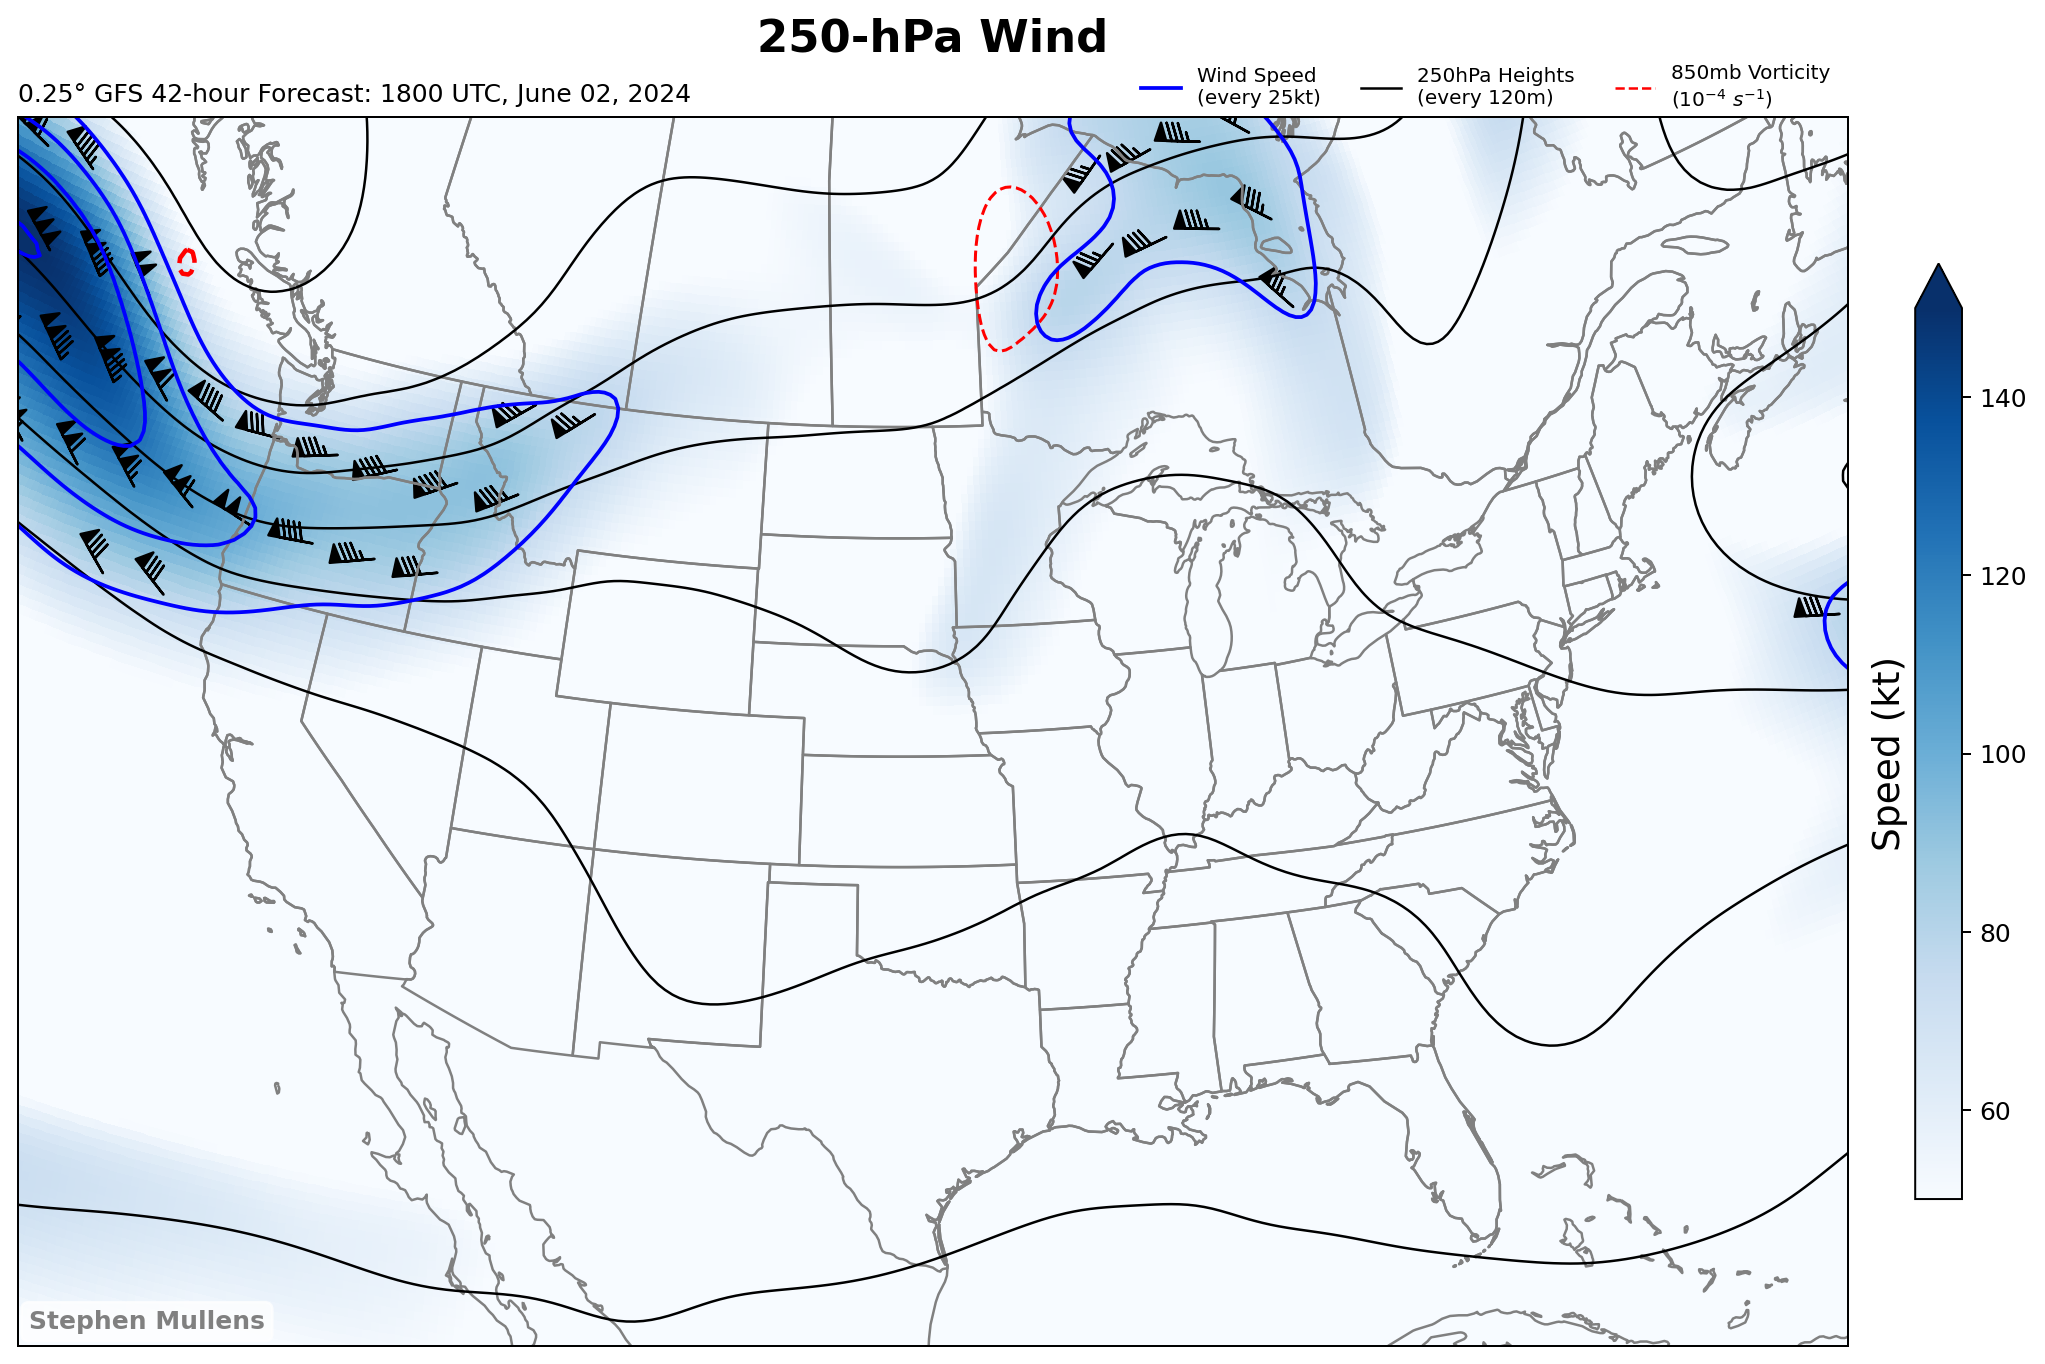 250-hPa Wind
0.25° GFS 42-hour Forecast: 1800 UTC, June 02, 2024
Wind Speed
(every 25kt)
250hPa Heights
(every 120m)
850mb Vorticity
(10⁻⁴ s⁻¹)
140
120
100
80
60
Speed (kt)
Stephen Mullens